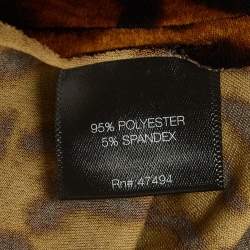 95% POLYESTER
5% SPANDEX
Rn#:47494